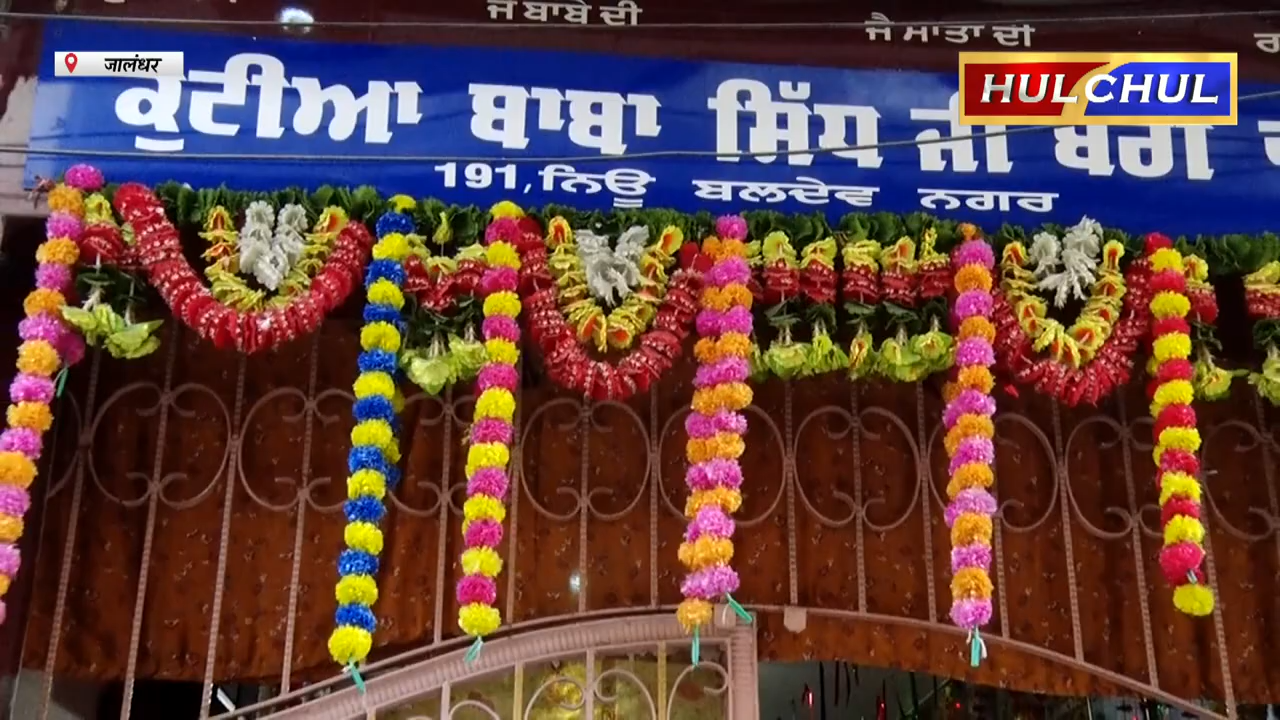 ਜੈ ਬਾਬੇ ਦੀ
ਜੈ ਮਾਤਾ ਦੀ
जालंधर
HULCHUL
ਕੁਟੀਆ ਬਾਬਾ ਸਿੱਧ ਜੀ ਬੰਗੇ
191, ਨਿਊ ਬਲਦੇਵ ਨਗਰ